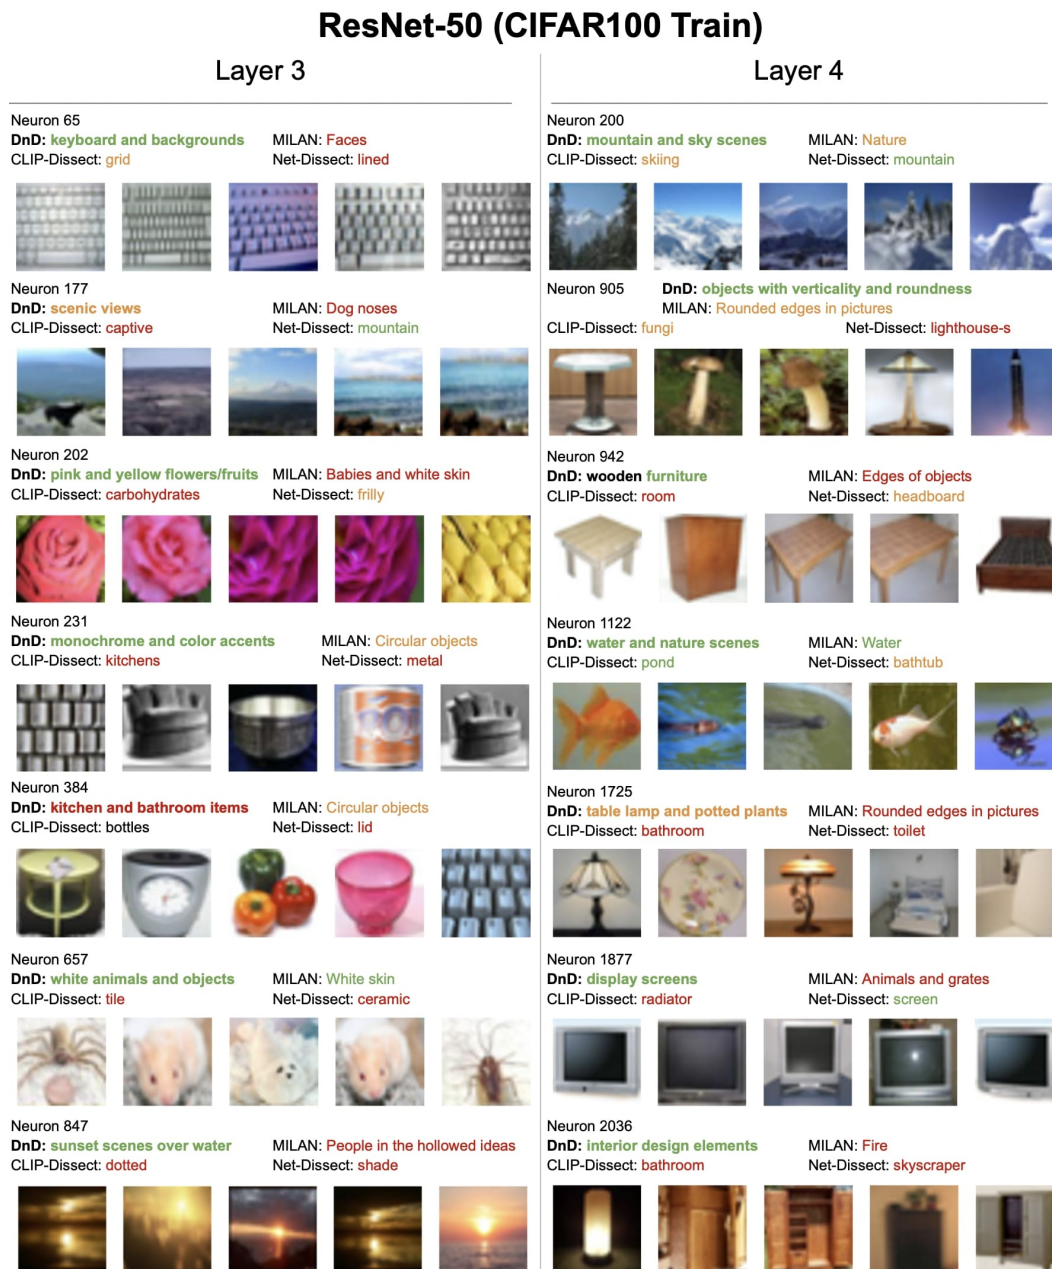 ResNet-50 (CIFAR100 Train)
Layer 3
Neuron 65
DnD: keyboard and backgrounds MILAN: Faces
CLIP-Dissect: grid Net-Dissect: lined
Neuron 177
DnD: scenic views MILAN: Dog noses
CLIP-Dissect: captive Net-Dissect: mountain
Neuron 202
DnD: pink and yellow flowers/fruits MILAN: Babies and white skin
CLIP-Dissect: carbohydrates Net-Dissect: frilly
Neuron 231
DnD: monochrome and color accents MILAN: Circular objects
CLIP-Dissect: kitchens Net-Dissect: metal
Neuron 384
DnD: kitchen and bathroom items MILAN: Circular objects
CLIP-Dissect: bottles Net-Dissect: lid
Neuron 657
DnD: white animals and objects MILAN: White skin
CLIP-Dissect: tile Net-Dissect: ceramic
Neuron 847
DnD: sunset scenes over water MILAN: People in the hollowed ideas
CLIP-Dissect: dotted Net-Dissect: shade
Layer 4
Neuron 200
DnD: mountain and sky scenes MILAN: Nature
CLIP-Dissect: skiing Net-Dissect: mountain
Neuron 905 DnD: objects with verticality and roundness
MILAN: Rounded edges in pictures
CLIP-Dissect: fungi Net-Dissect: lighthouse-s
Neuron 942
DnD: wooden furniture MILAN: Edges of objects
CLIP-Dissect: room Net-Dissect: headboard
Neuron 1122
DnD: water and nature scenes MILAN: Water
CLIP-Dissect: pond Net-Dissect: bathtub
Neuron 1725
DnD: table lamp and potted plants MILAN: Rounded edges in pictures
CLIP-Dissect: bathroom Net-Dissect: toilet
Neuron 1877
DnD: display screens MILAN: Animals and grates
CLIP-Dissect: radiator Net-Dissect: screen
Neuron 2036
DnD: interior design elements MILAN: Fire
CLIP-Dissect: bathroom Net-Dissect: skyscraper